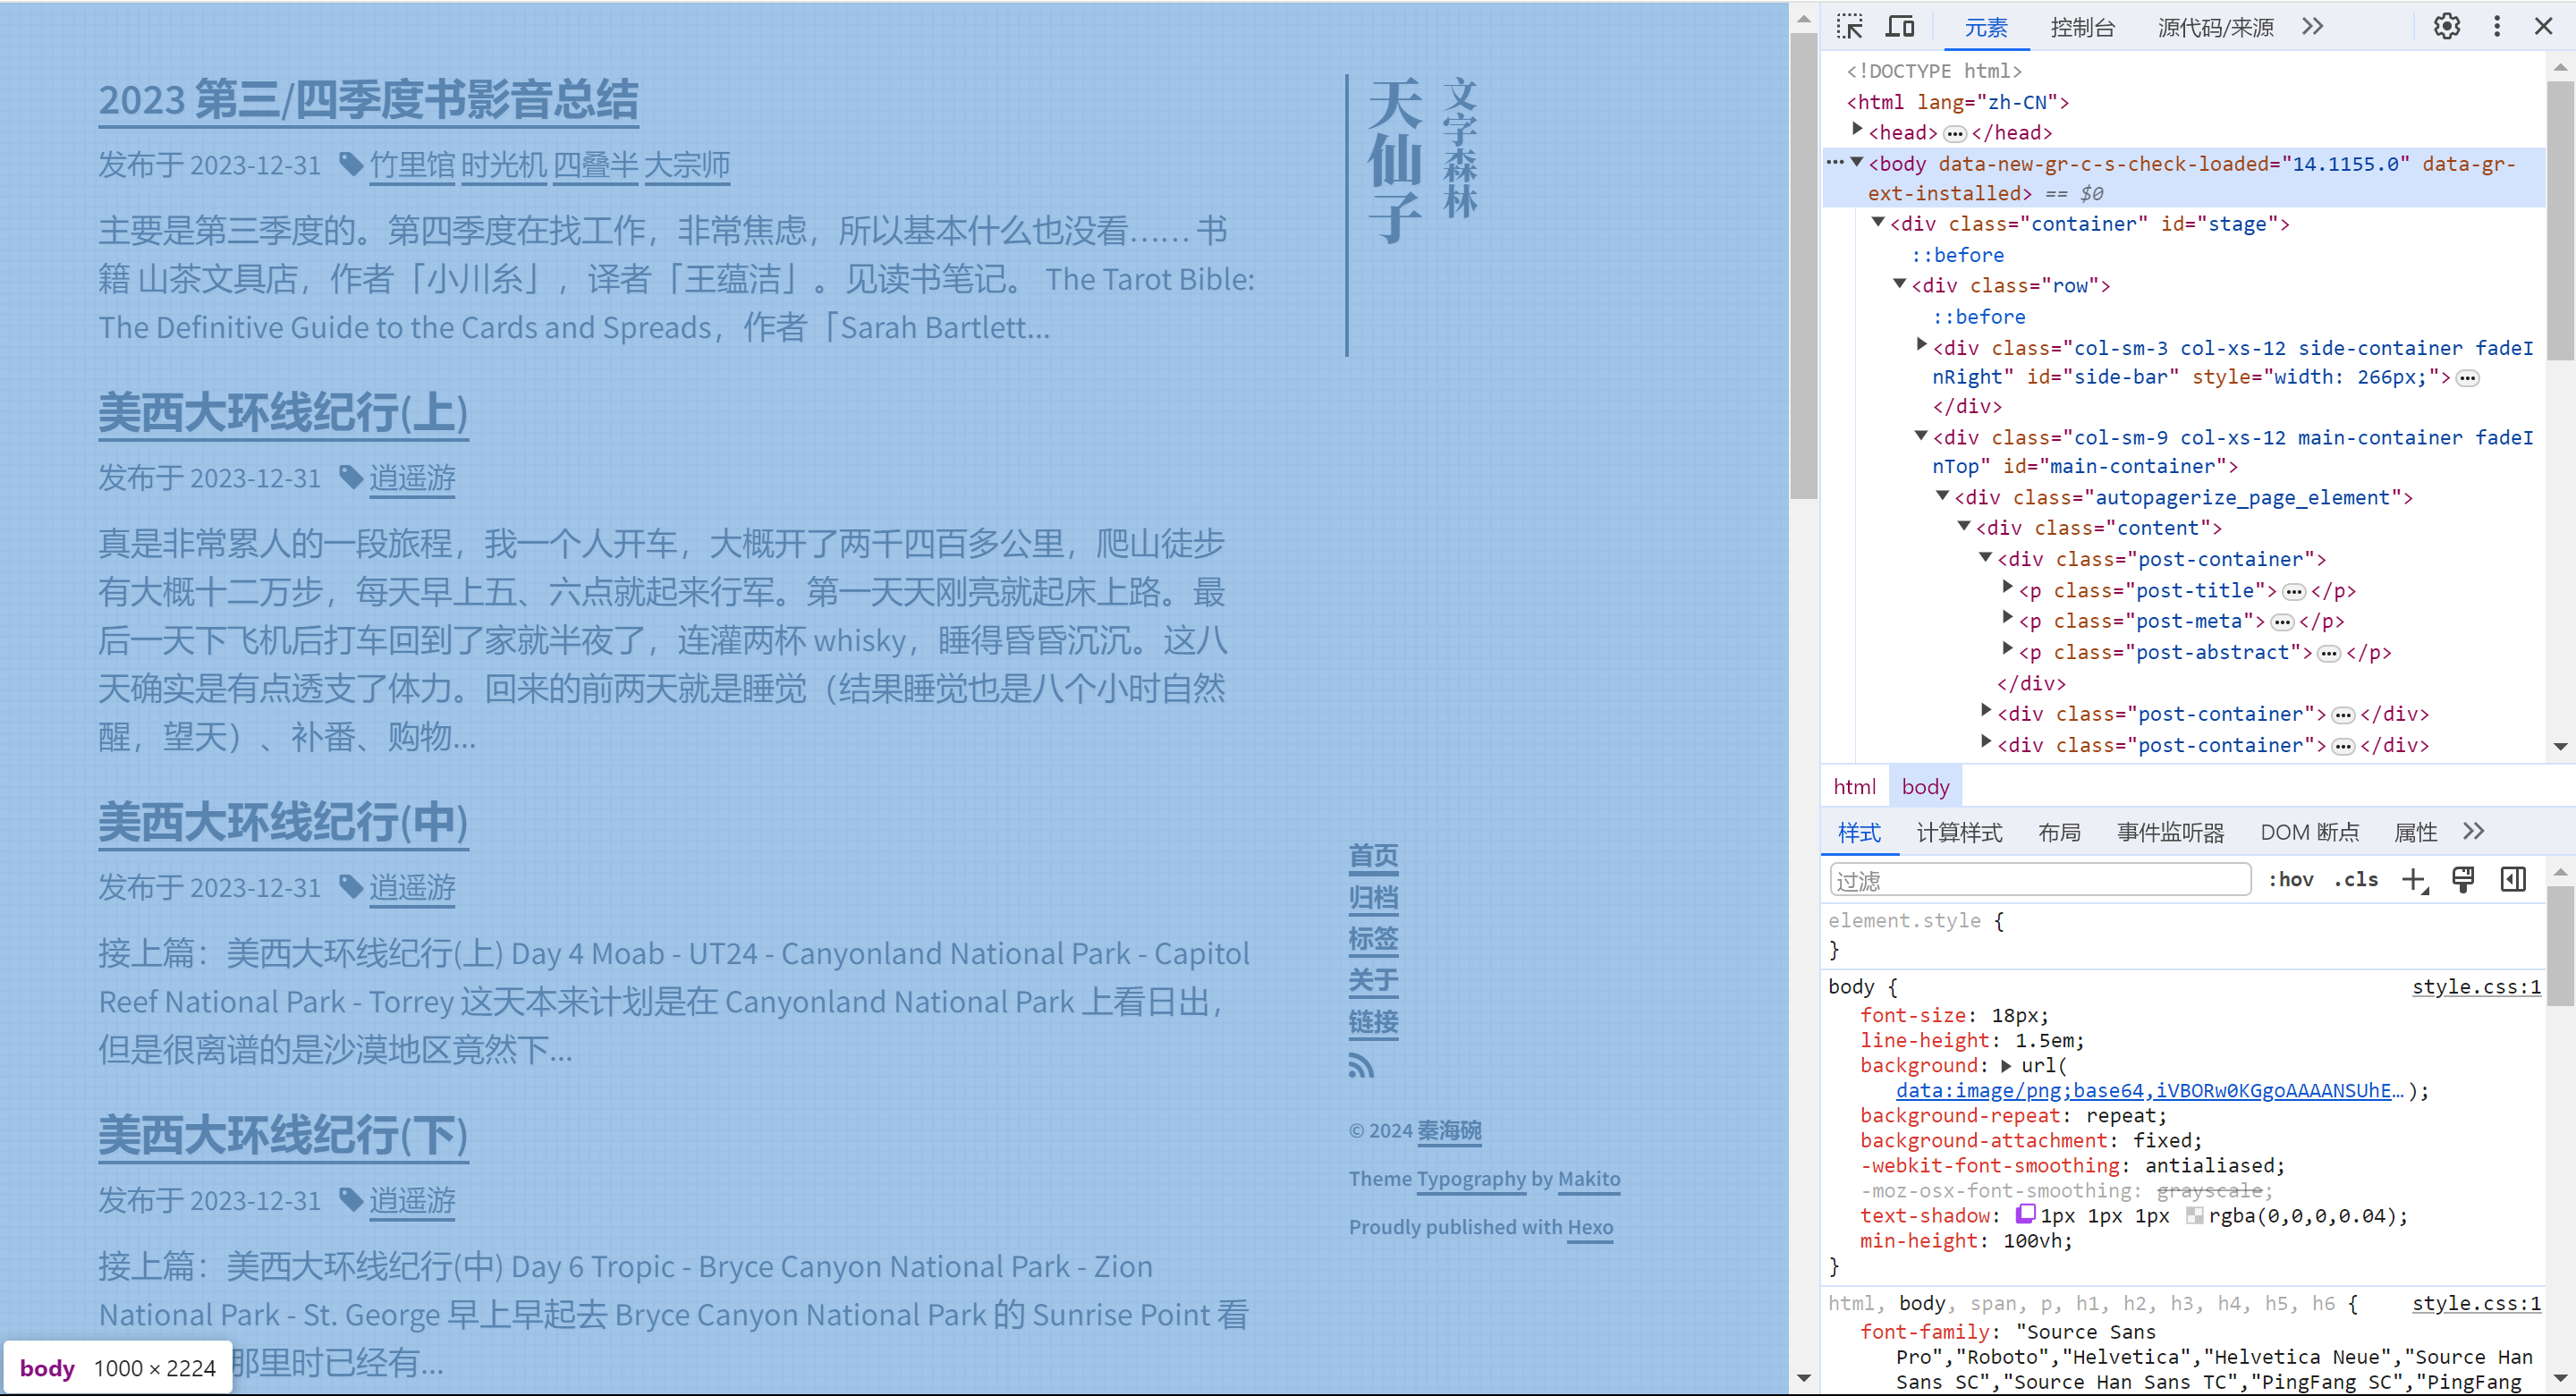 2023 第三/四季度书影音总结
发布于 2023-12-31 竹里馆 时光机 四叠半 大宗师
主要是第三季度的。第四季度在找工作，非常焦虑，所以基本什么也没看…… 书
籍 山茶文具店，作者「小川糸」，译者「王蕴洁」。见读书笔记。 The Tarot Bible:
The Definitive Guide to the Cards and Spreads，作者「Sarah Bartlett...
美西大环线纪行(上)
发布于 2023-12-31 逍遥游
真是非常累人的一段旅程，我一个人开车，大概开了两千四百多公里，爬山徒步
有大概十二万步，每天早上五、六点就起来行军。第一天天刚亮就起床上路。最
后一天下飞机后打车回到了家就半夜了，连灌两杯 whisky，睡得昏昏沉沉。这八
天确实是有点透支了体力。回来的前两天就是睡觉（结果睡觉也是八个小时自然
醒，望天）、补番、购物...
美西大环线纪行(中)
发布于 2023-12-31 逍遥游
接上篇：美西大环线纪行(上) Day 4 Moab - UT24 - Canyonland National Park - Capitol
Reef National Park - Torrey 这天本来计划是在 Canyonland National Park 上看日出，
但是很离谱的是沙漠地区竟然下...
美西大环线纪行(下)
发布于 2023-12-31 逍遥游
接上篇：美西大环线纪行(中) Day 6 Tropic - Bryce Canyon National Park - Zion
National Park - St. George 早上早起去 Bryce Canyon National Park 的 Sunrise Point 看
那里时已经有...
body 1000 × 2224
文字森林
天仙子
首页
归档
标签
关于
链接
© 2024 秦海碗
Theme Typography by Makito
Proudly published with Hexo
元素 控制台 源代码/来源
<!DOCTYPE html>
<html lang="zh-CN">
<head> ••• </head>
••• <body data-new-gr-c-s-check-loaded="14.1155.0" data-gr-
ext-installed> == $0
<div class="container" id="stage">
::before
<div class="row">
::before
<div class="col-sm-3 col-xs-12 side-container fadeI
nRight" id="side-bar" style="width: 266px;"> •••
</div>
<div class="col-sm-9 col-xs-12 main-container fadeI
nTop" id="main-container">
<div class="autopagerize_page_element">
<div class="content">
<div class="post-container">
<p class="post-title"> ••• </p>
<p class="post-meta"> ••• </p>
<p class="post-abstract"> ••• </p>
</div>
<div class="post-container"> ••• </div>
<div class="post-container"> ••• </div>
html body
样式 计算样式 布局 事件监听器 DOM 断点 属性
过滤 :hov .cls
element.style {
}
body { style.css:1
font-size: 18px;
line-height: 1.5em;
background: url(
data:image/png;base64,iVBORw0KGgoAAAANSUhE… );
background-repeat: repeat;
background-attachment: fixed;
-webkit-font-smoothing: antialiased;
-moz-osx-font-smoothing: grayscale;
text-shadow: 1px 1px 1px rgba(0,0,0,0.04);
min-height: 100vh;
}
html, body, span, p, h1, h2, h3, h4, h5, h6 { style.css:1
font-family: "Source Sans
Pro","Roboto","Helvetica","Helvetica Neue","Source Han
Sans SC","Source Han Sans TC","PingFang SC","PingFang